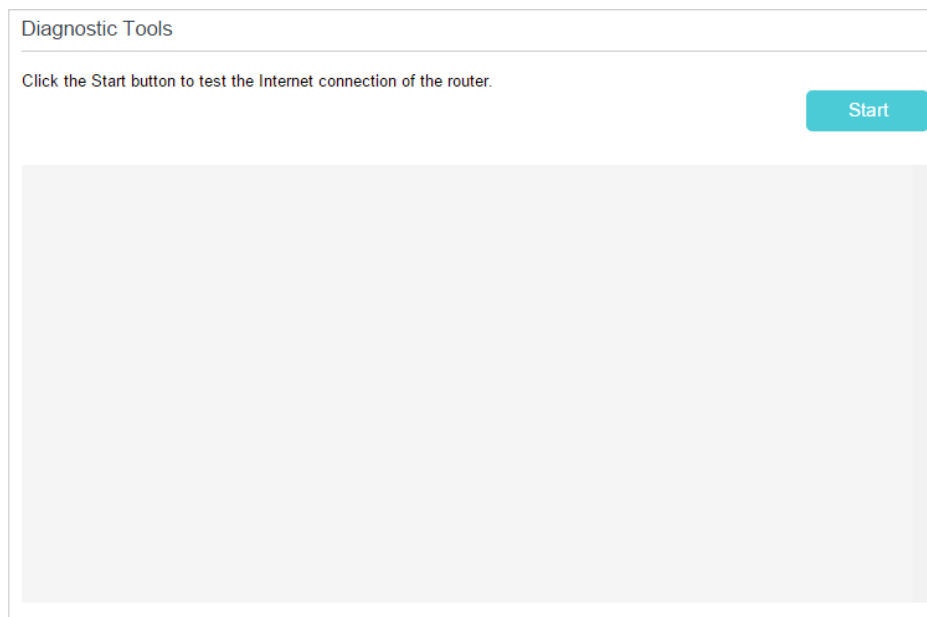 Diagnostic Tools
Click the Start button to test the Internet connection of the router.
Start